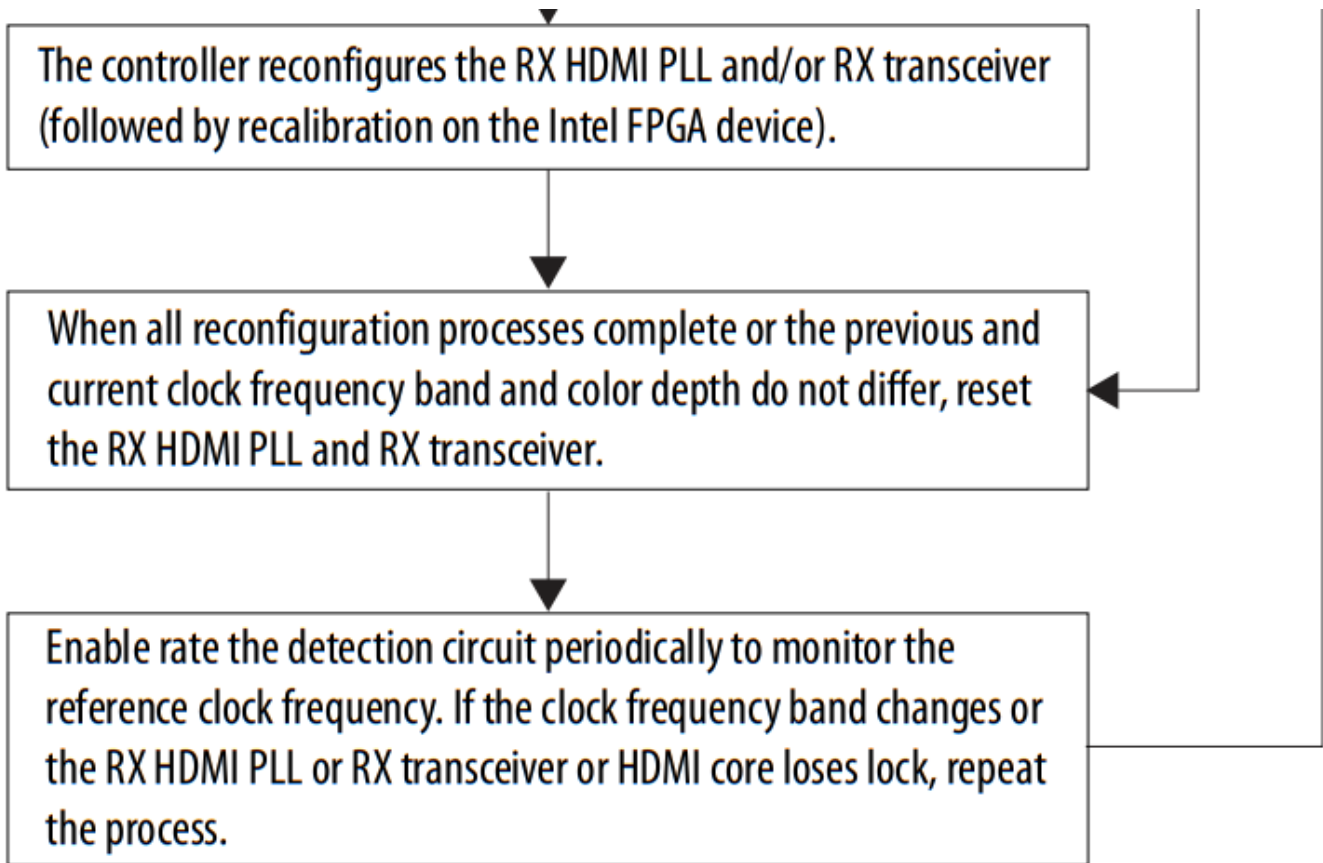 The controller reconfigures the RX HDMI PLL and/or RX transceiver
(followed by recalibration on the Intel FPGA device).
When all reconfiguration processes complete or the previous and
current clock frequency band and color depth do not differ, reset
the RX HDMI PLL and RX transceiver.
Enable rate the detection circuit periodically to monitor the
reference clock frequency. If the clock frequency band changes or
the RX HDMI PLL or RX transceiver or HDMI core loses lock, repeat
the process.